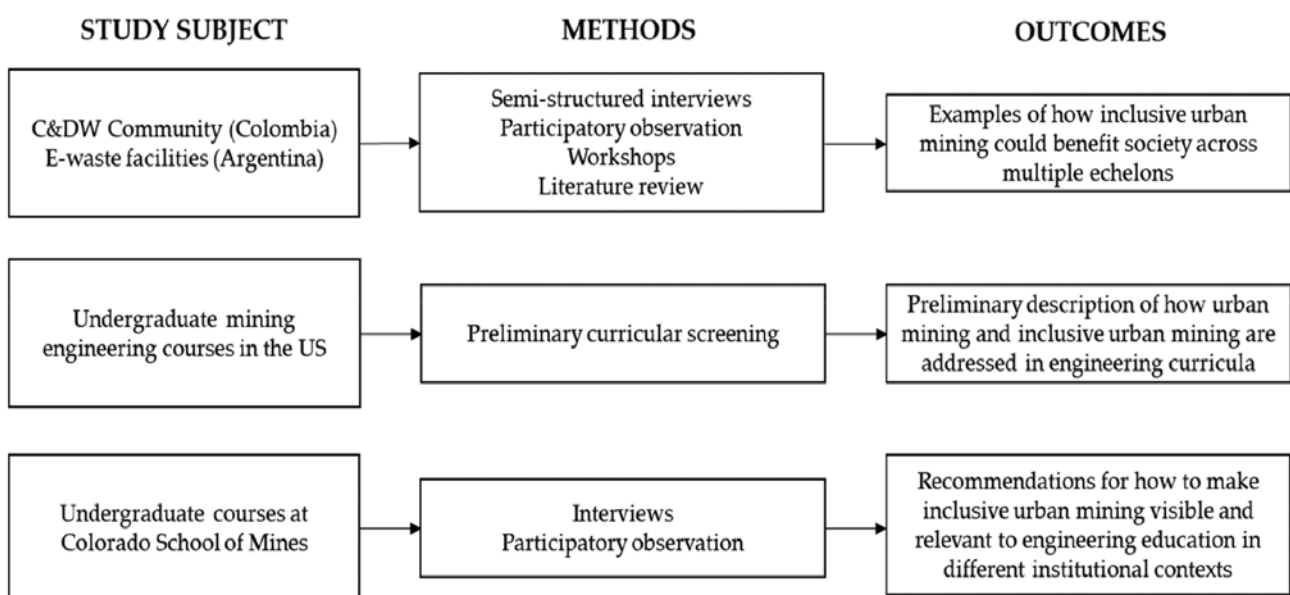 STUDY SUBJECT
METHODS
OUTCOMES
C&DW Community (Colombia)
E-waste facilities (Argentina)
Semi-structured interviews
Participatory observation
Workshops
Literature review
Examples of how inclusive urban
mining could benefit society across
multiple echelons
Undergraduate mining
engineering courses in the US
Preliminary curricular screening
Preliminary description of how urban
mining and inclusive urban mining are
addressed in engineering curricula
Undergraduate courses at
Colorado School of Mines
Interviews
Participatory observation
Recommendations for how to make
inclusive urban mining visible and
relevant to engineering education in
different institutional contexts